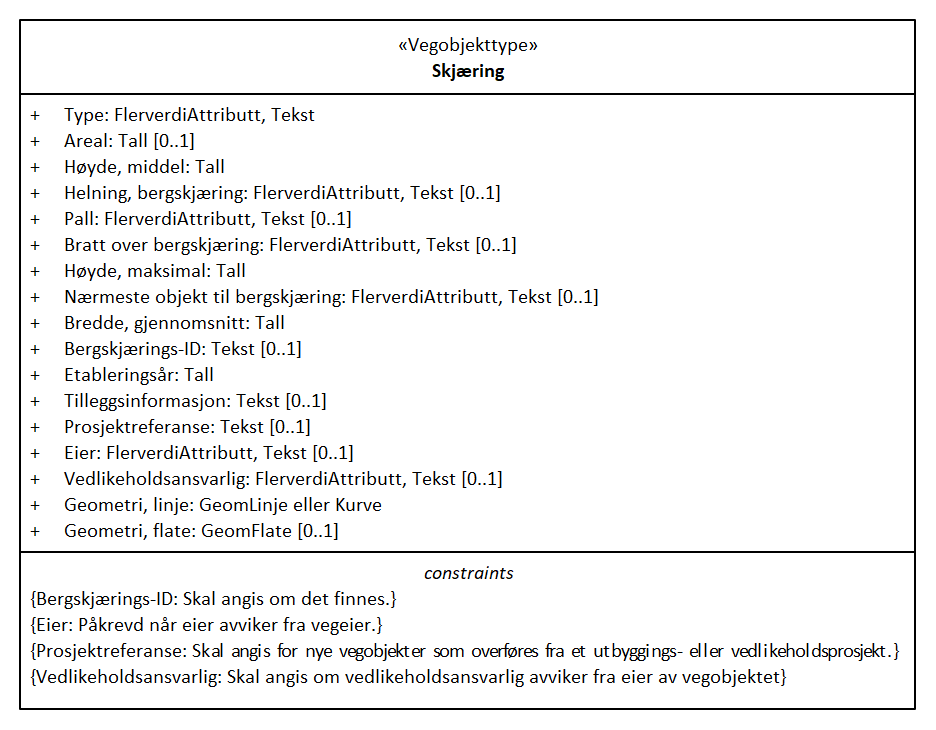 «Vegobjekttype»
Skjæring
+ Type: FlerverdiAttributt, Tekst
+ Areal: Tall [0..1]
+ Høyde, middel: Tall
+ Helning, bergskjæring: FlerverdiAttributt, Tekst [0..1]
+ Pall: FlerverdiAttributt, Tekst [0..1]
+ Bratt over bergskjæring: FlerverdiAttributt, Tekst [0..1]
+ Høyde, maksimal: Tall
+ Nærmeste objekt til bergskjæring: FlerverdiAttributt, Tekst [0..1]
+ Bredde, gjennomsnitt: Tall
+ Bergskjærings-ID: Tekst [0..1]
+ Etableringsår: Tall
+ Tilleggsinformasjon: Tekst [0..1]
+ Prosjektreferanse: Tekst [0..1]
+ Eier: FlerverdiAttributt, Tekst [0..1]
+ Vedlikeholdsansvarlig: FlerverdiAttributt, Tekst [0..1]
+ Geometri, linje: GeomLinje eller Kurve
+ Geometri, flate: GeomFlate [0..1]
constraints
{Bergskjærings-ID: Skal angis om det finnes.}
{Eier: Påkrevd når eier avviker fra vegeier.}
{Prosjektreferanse: Skal angis for nye vegobjekter som overføres fra et utbyggings- eller vedlikeholdsprosjekt.}
{Vedlikeholdsansvarlig: Skal angis om vedlikeholdsansvarlig avviker fra eier av vegobjektet}